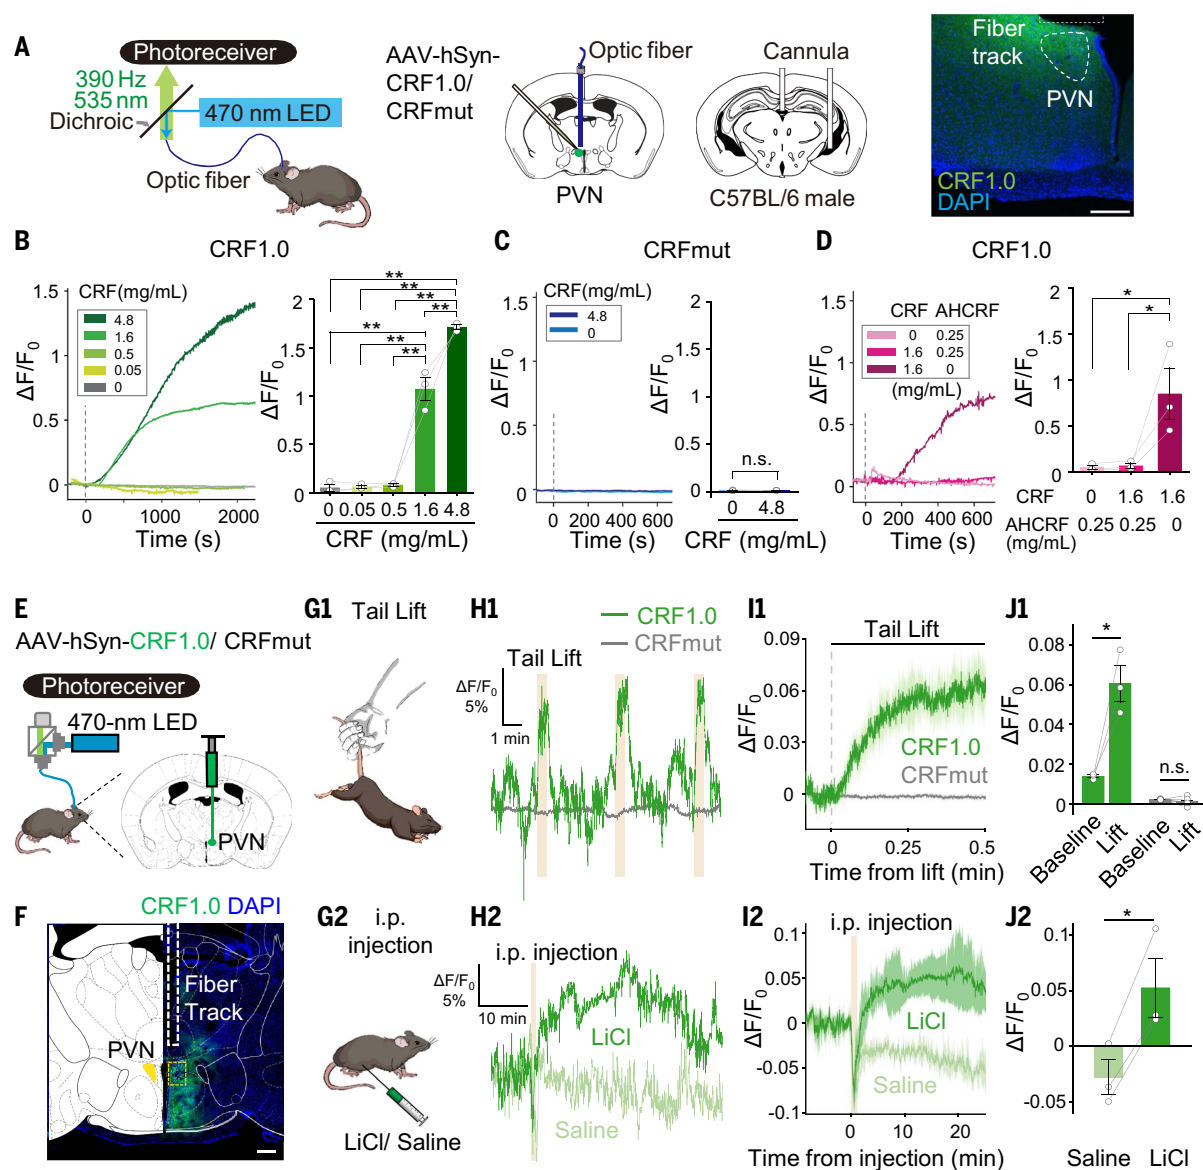 A
Photoreceiver
390 Hz
535 nm
Dichroic
470 nm LED
Optic fiber
AAV-hSyn-
CRF1.0/
CRFmut
Optic fiber
Cannula
PVN
C57BL/6 male
Fiber
track
PVN
CRF1.0
DAPI
B
CRF1.0
CRF(mg/mL)
4.8
1.6
0.5
0.05
0
ΔF/F0
1.5
1
0.5
0
0
1000
2000
Time (s)
ΔF/F0
2
1.5
1
0.5
0
**
**
**
**
**
**
**
0
0.05
0.5
1.6
4.8
CRF (mg/mL)
C
CRFmut
CRF(mg/mL)
4.8
0
ΔF/F0
1.5
1
0.5
0
0 200 400 600
Time (s)
ΔF/F0
2
1.5
1
0.5
0
n.s.
0 4.8
CRF (mg/mL)
D
CRF1.0
CRF AHCRF
0 0.25
1.6 0.25
1.6 0
(mg/mL)
ΔF/F0
1.5
1
0.5
0
0 200 400 600
Time (s)
ΔF/F0
2
1.5
1
0.5
0
*
*
CRF 0 1.6 1.6
AHCRF 0.25 0.25 0
(mg/mL)
E
AAV-hSyn-CRF1.0/ CRFmut
Photoreceiver
470-nm LED
PVN
F
CRF1.0 DAPI
Fiber
Track
PVN
G1
Tail Lift
G2
i.p.
injection
LiCl/ Saline
H1
CRF1.0
CRFmut
Tail Lift
ΔF/F0
5%
1 min
H2
i.p. injection
ΔF/F0
5%
10 min
LiCl
Saline
I1
Tail Lift
ΔF/F0
0.09
0.06
0.03
0
CRF1.0
CRFmut
0 0.25 0.5
Time from lift (min)
I2
i.p. injection
ΔF/F0
0.1
0.05
0
-0.05
-0.1
LiCl
Saline
0 10 20
Time from injection (min)
J1
ΔF/F0
0.1
0.08
0.06
0.04
0.02
0
*
n.s.
Baseline
Lift
Baseline
Lift
J2
ΔF/F0
0.1
0.05
0
-0.05
*
Saline LiCl